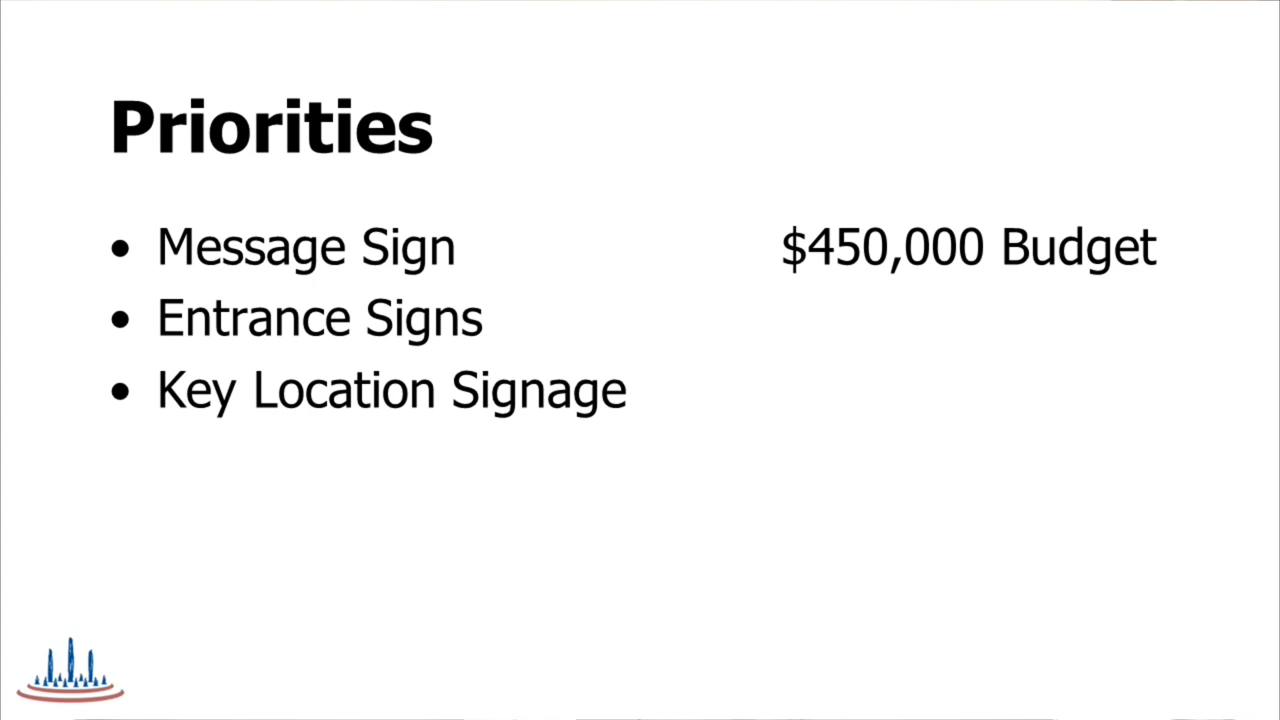 Priorities
• Message Sign $450,000 Budget
• Entrance Signs
• Key Location Signage